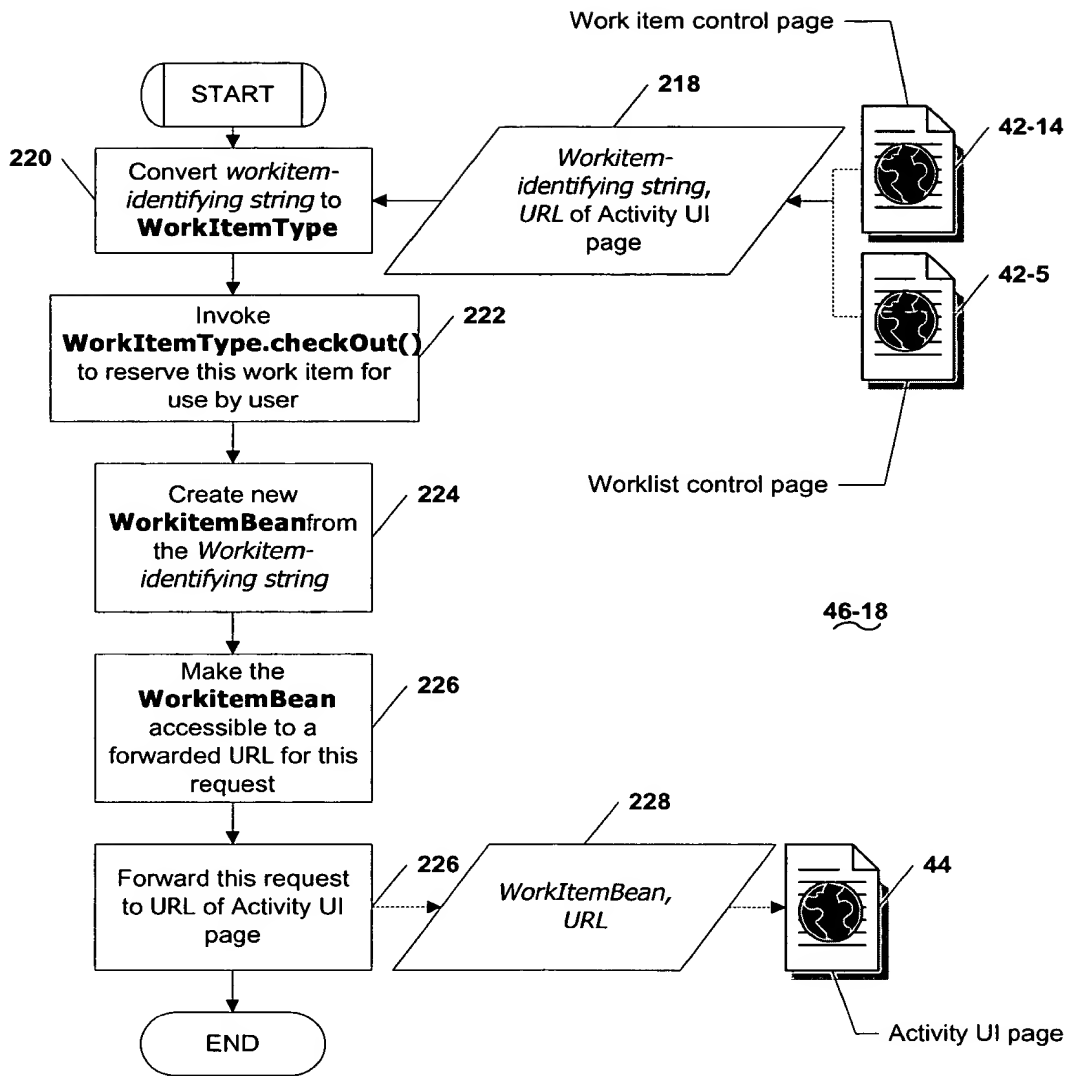 Work item control page
START
218
42-14
220
Convert workitem-
identifying string to
WorkItemType
Workitem-
identifying string,
URL of Activity UI
page
42-5
Invoke
WorkItemType.checkOut()
to reserve this work item for
use by user
222
Worklist control page
Create new
WorkitemBeanfrom
the Workitem-
identifying string
224
46-18
Make the
WorkitemBean
accessible to a
forwarded URL for this
request
226
228
Forward this request
to URL of Activity UI
page
226
WorkItemBean,
URL
44
END
Activity UI page